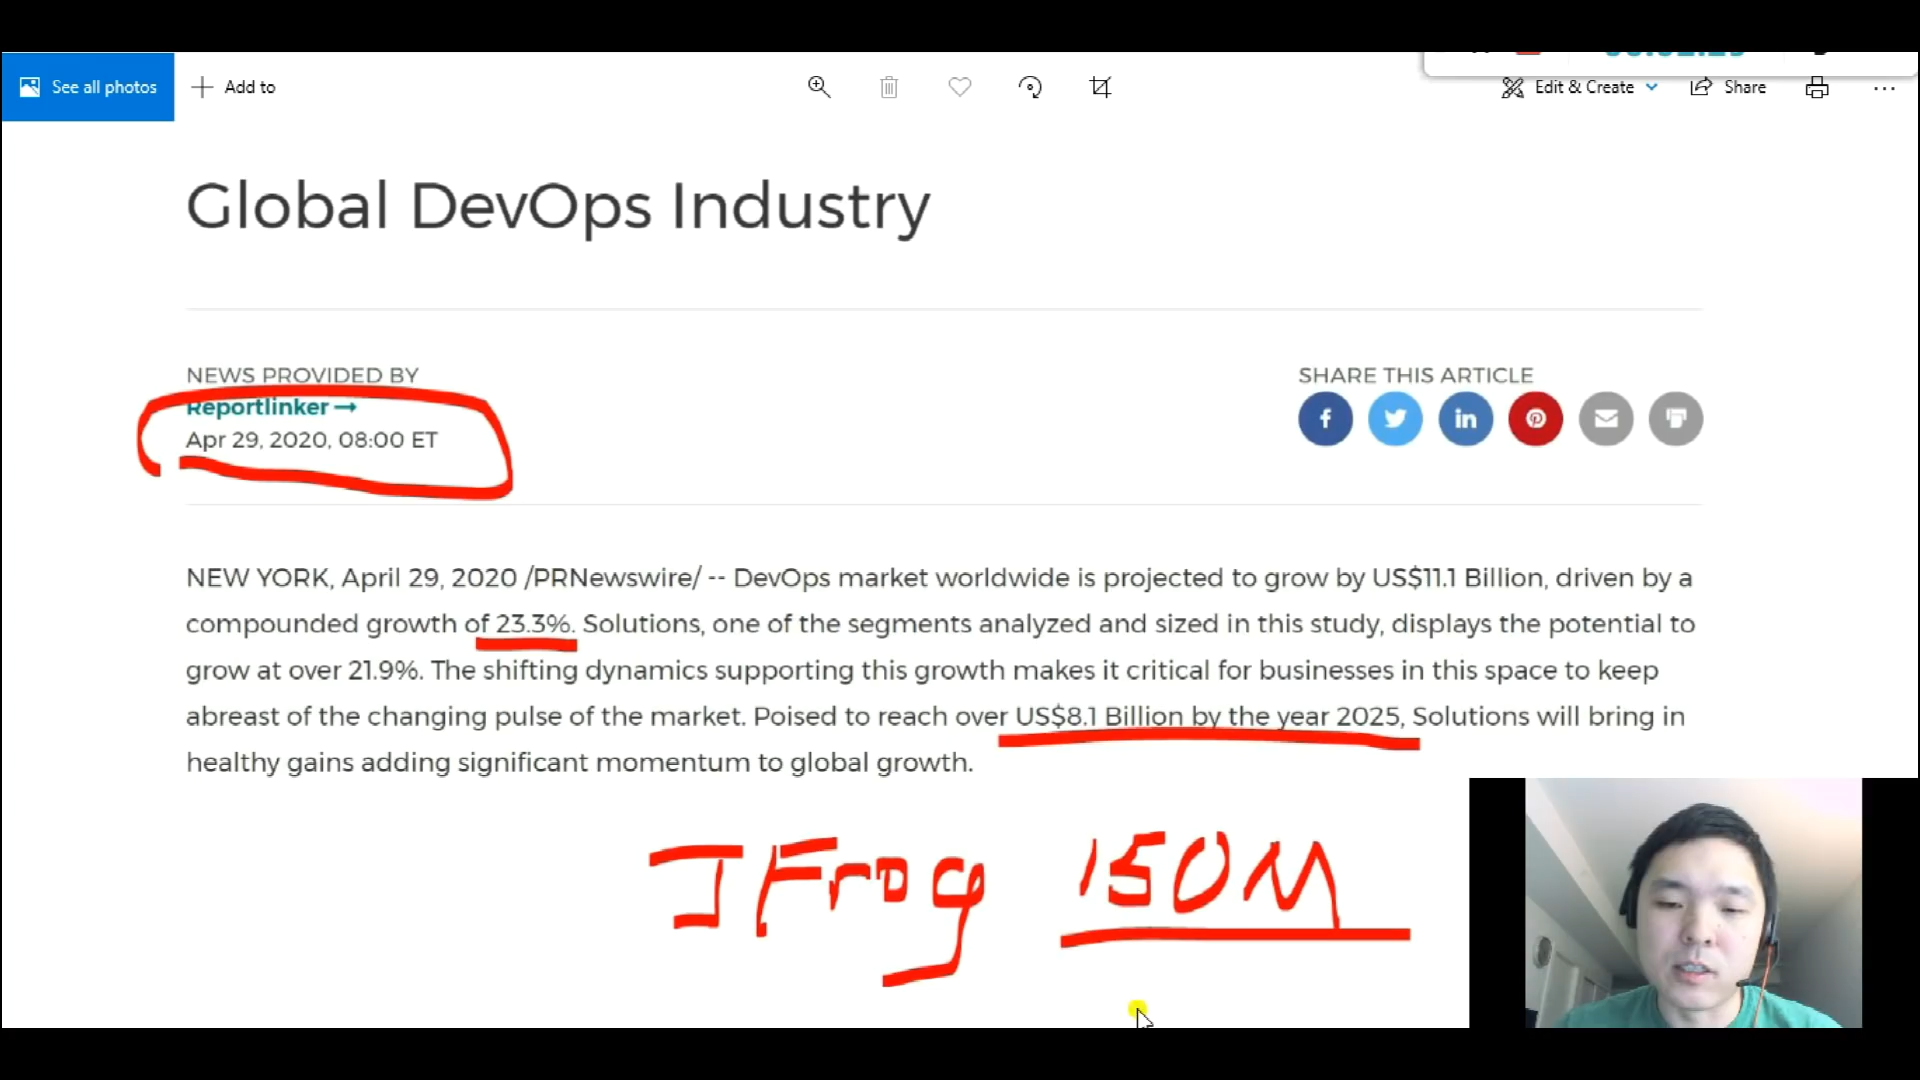 See all photos
Add to
Edit & Create
Share
Global DevOps Industry
NEWS PROVIDED BY
Reportlinker
Apr 29, 2020, 08:00 ET
SHARE THIS ARTICLE
NEW YORK, April 29, 2020 /PRNewswire/ -- DevOps market worldwide is projected to grow by US$11.1 Billion, driven by a
compounded growth of 23.3%. Solutions, one of the segments analyzed and sized in this study, displays the potential to
grow at over 21.9%. The shifting dynamics supporting this growth makes it critical for businesses in this space to keep
abreast of the changing pulse of the market. Poised to reach over US$8.1 Billion by the year 2025, Solutions will bring in
healthy gains adding significant momentum to global growth.
JFrog 150M